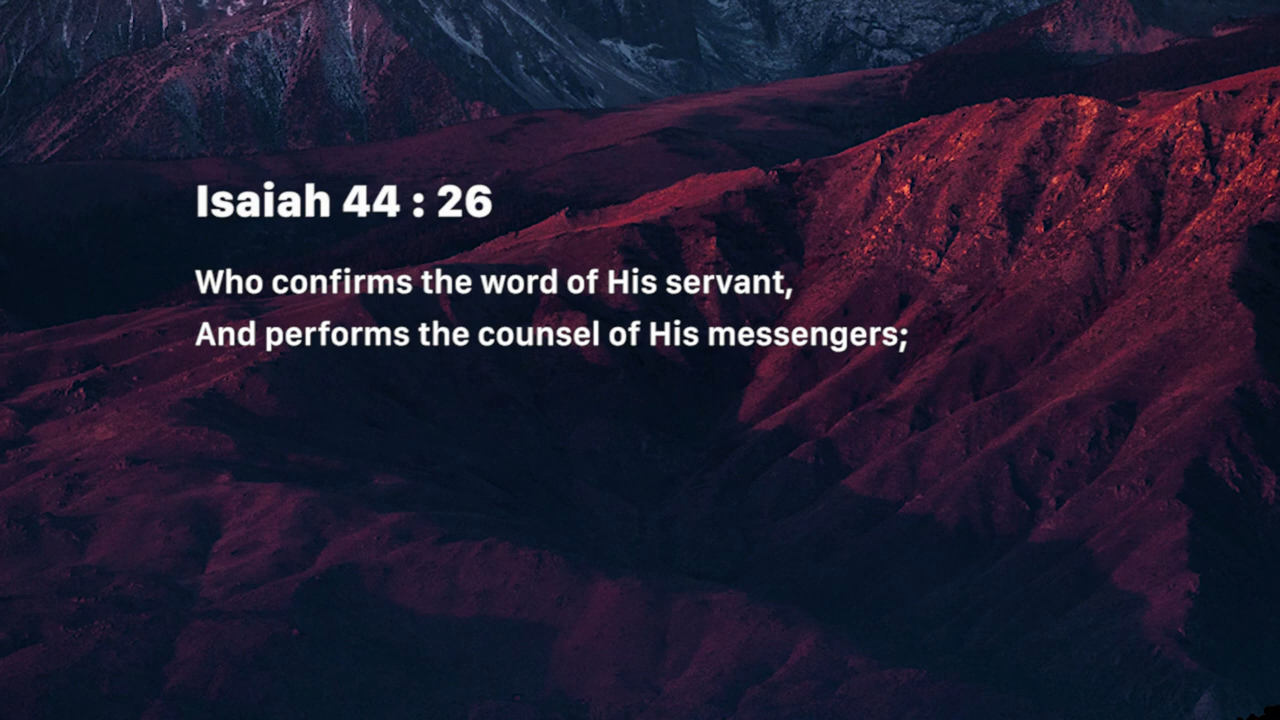 Isaiah 44 : 26
Who confirms the word of His servant,
And performs the counsel of His messengers;